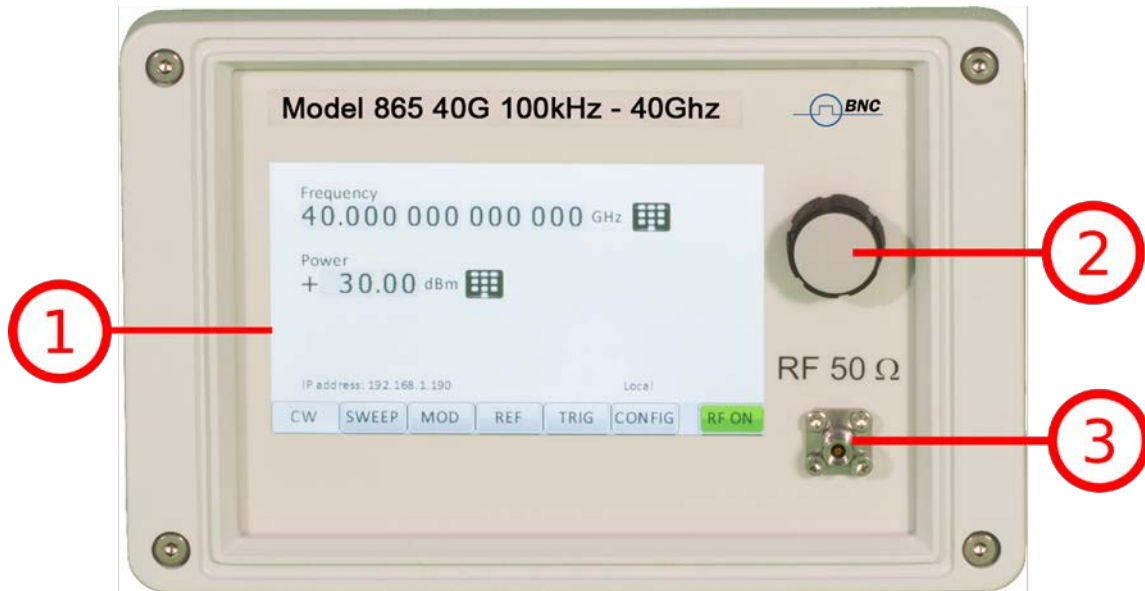 Model 865 40G 100kHz - 40Ghz
BNC
Frequency
40.000 000 000 000 GHz
Power
+ 30.00 dBm
IP address: 192.168.1.190 Local
CW SWEEP MOD REF TRIG CONFIG RF ON
RF 50 Ω
1
2
3